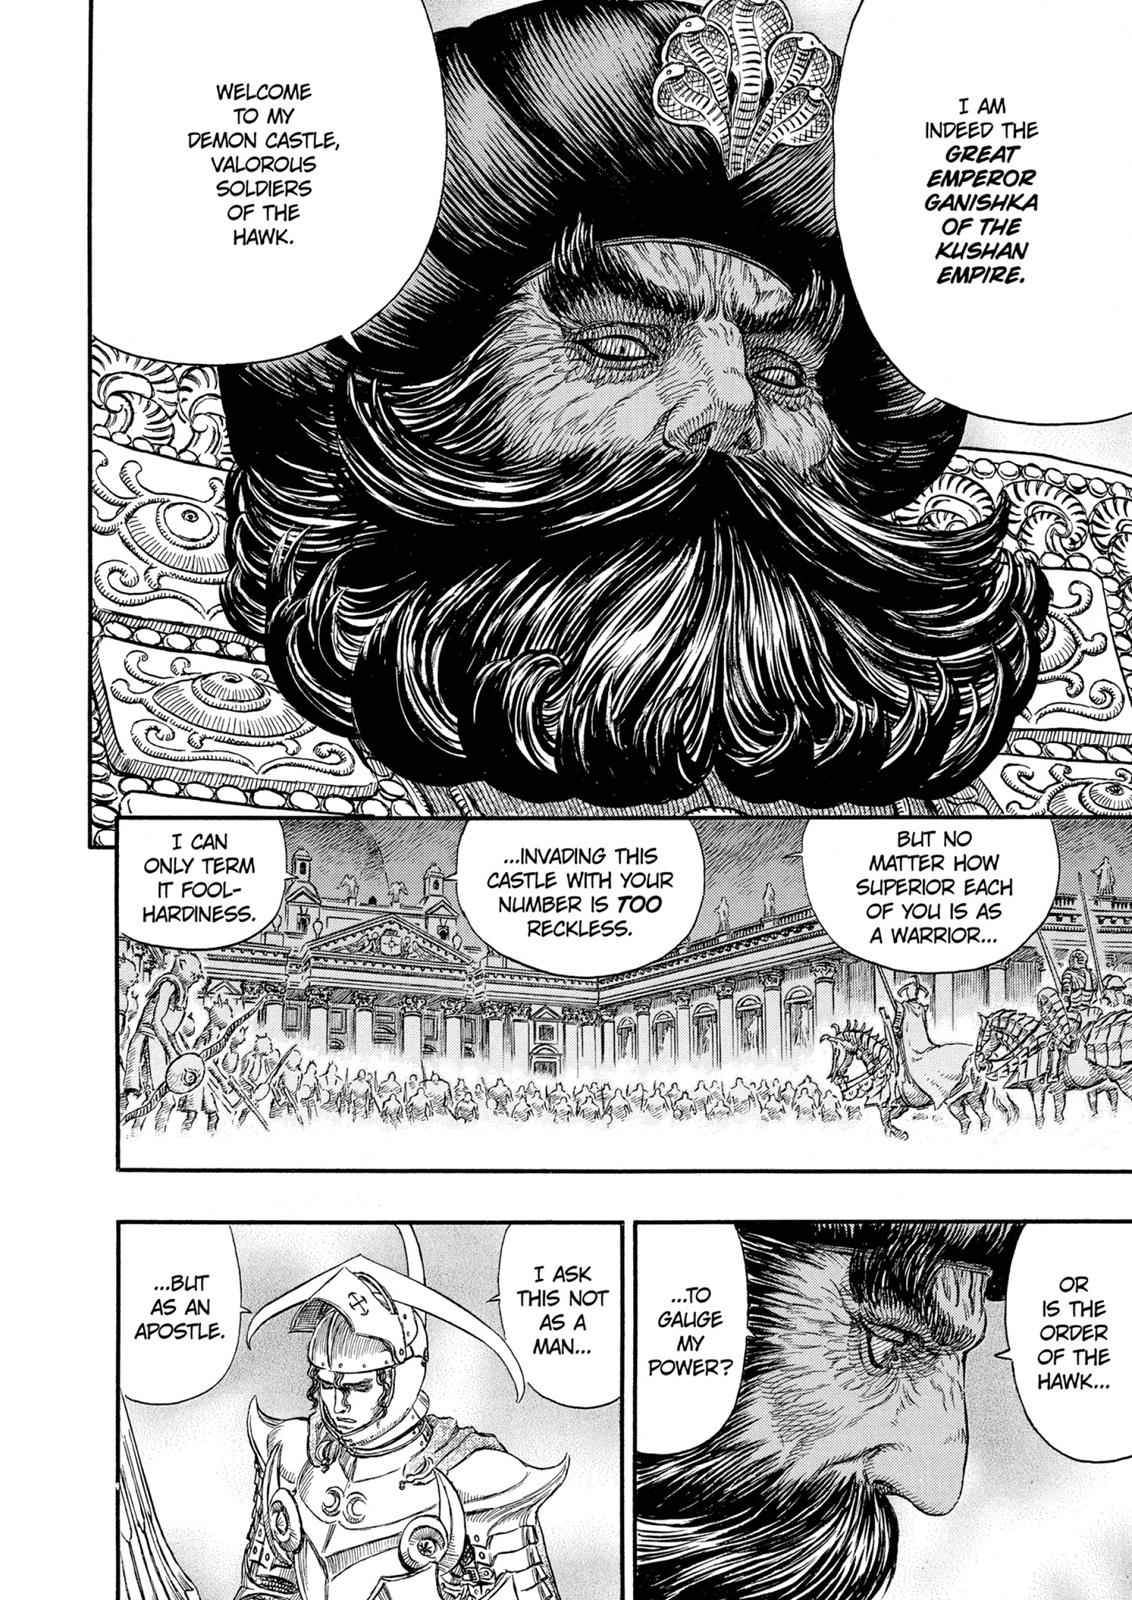 I AM
INDEED THE
GREAT
EMPEROR
GANISHKA
OF THE
KUSHAN
EMPIRE.
WELCOME
TO MY
DEMON CASTLE,
VALOROUS
SOLDIERS
OF THE
HAWK.
BUT NO
MATTER HOW
SUPERIOR EACH
OF YOU IS AS
A WARRIOR...
...INVADING THIS
CASTLE WITH YOUR
NUMBER IS TOO
RECKLESS.
I CAN
ONLY TERM
IT FOOL-
HARDINESS.
OR
IS THE
ORDER
OF THE
HAWK...
...TO
GAUGE
MY
POWER?
I ASK
THIS NOT
AS A
MAN...
...BUT
AS AN
APOSTLE.